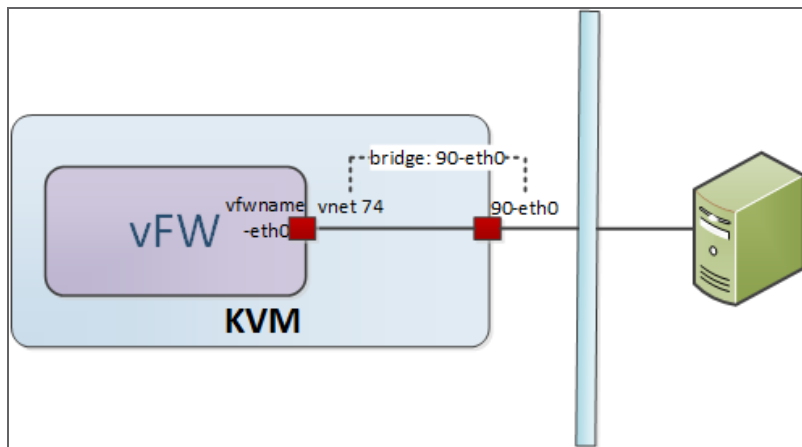 bridge: 90-eth0
vfwname vnet 74
-eth0
90-eth0
vFW
KVM